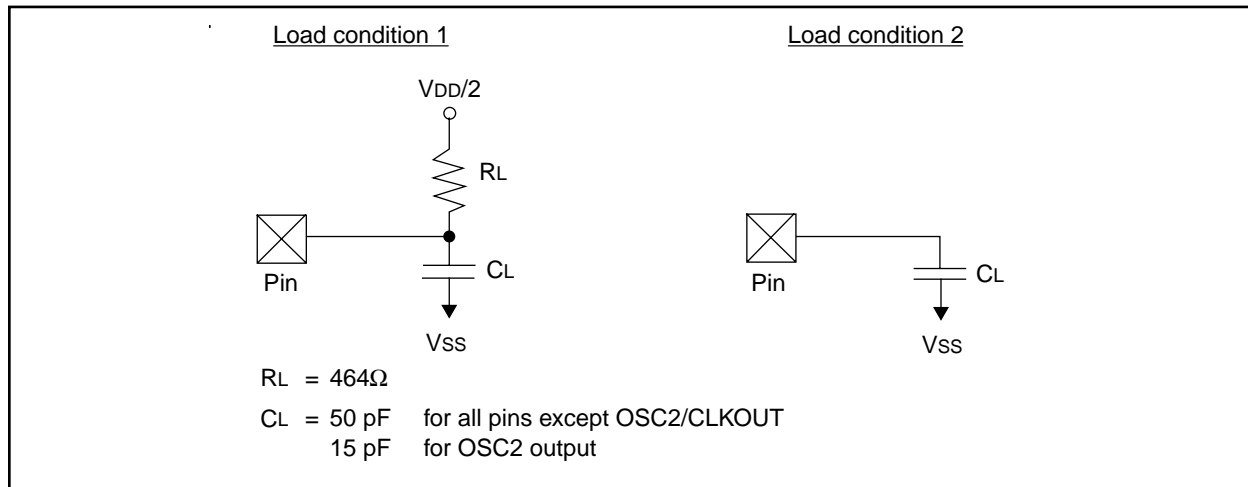 Load condition 1
Load condition 2
VDD/2
RL
Pin
CL
VSS
Pin
CL
VSS
RL = 464Ω
CL = 50 pF for all pins except OSC2/CLKOUT
15 pF for OSC2 output